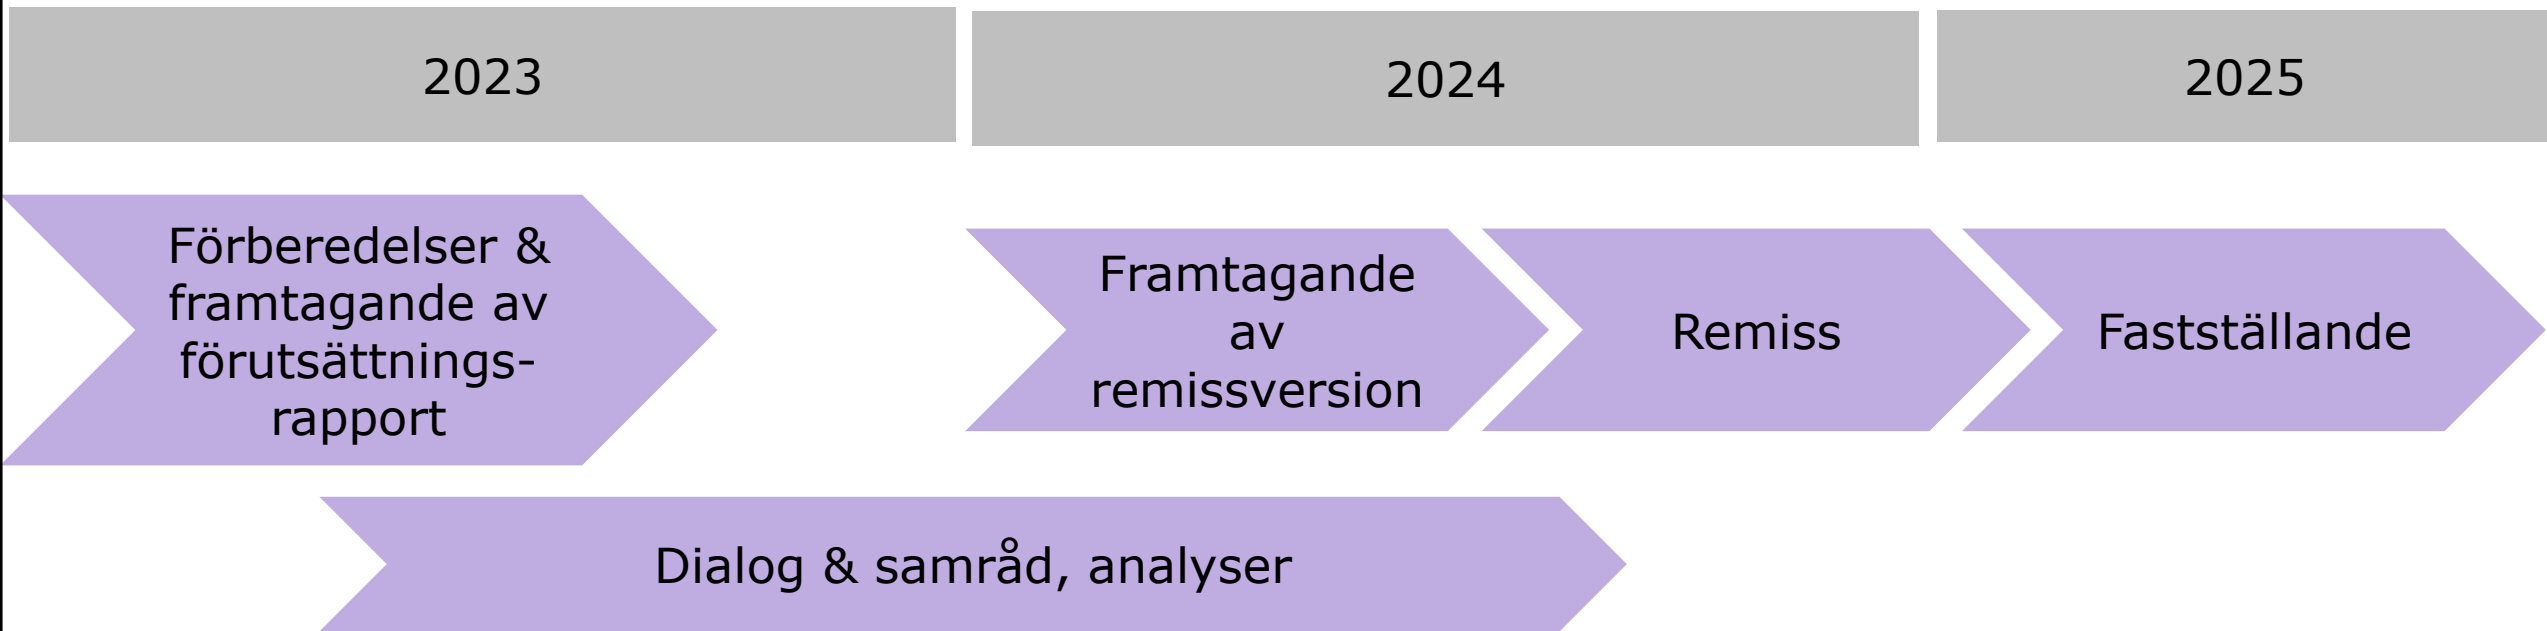 2023
2024
2025
Förberedelser &
framtagande av
förutsättnings-
rapport
Framtagande
av
remissversion
Remiss
Fastställande
Dialog & samråd, analyser